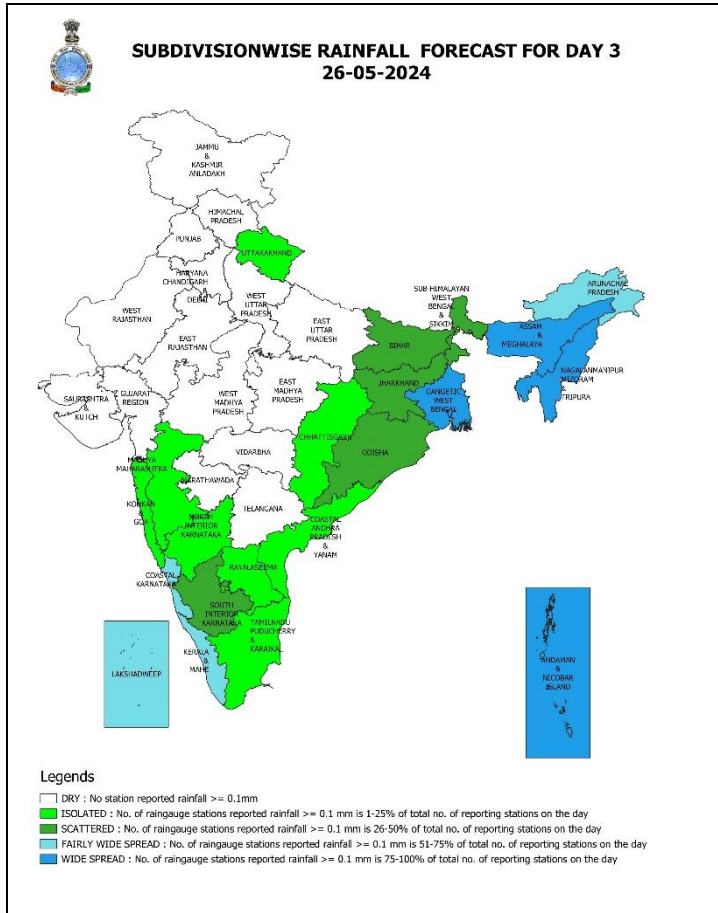 SUBDIVISIONWISE RAINFALL FORECAST FOR DAY 3
26-05-2024
JAMMU
&
KASHMIR
ANLADAKH
HIMACHAL
PRADESH
PUNJAB
UTTARAKHAND
HARYANA
CHANDIGARH
DELHI
WEST
UTTAR
PRADESH
WEST
RAJASTHAN
EAST
UTTAR
PRADESH
EAST
RAJASTHAN
SUB-HIMALAYAN
WEST
BENGAL
&
SIKKIM
ARUNACHAL
PRADESH
ASSAM
&
MEGHALAYA
NAGALANMANIPUR
MIZORAM
&
TRIPURA
BIHAR
JHARKHAND
GANGETIC
WEST
BENGAL
SAURASHTRA
&
KUTCH
GUJARAT
REGION
WEST
MADHYA
PRADESH
EAST
MADHYA
PRADESH
CHHATTISGARH
ODISHA
VIDARBHA
MADHYA
MAHARASHTRA
MARATHAWADA
TELANGANA
KONKAN
&
GOA
NORTH
INTERIOR
KARNATAKA
COASTAL
ANDHRA
PRADESH
&
YANAM
RAYALASEEMA
COASTAL
KARNATAKA
SOUTH
INTERIOR
KARNATAKA
TAMILNADU
PUDUCHERRY
&
KARAIKAL
KERALA
&
MAHE
LAKSHADWEEP
ANDAMAN
&
NICOBAR
ISLAND
Legends
DRY : No station reported rainfall >= 0.1mm
ISOLATED : No. of raingauge stations reported rainfall >= 0.1 mm is 1-25% of total no. of reporting stations on the day
SCATTERED : No. of raingauge stations reported rainfall >= 0.1 mm is 26-50% of total no. of reporting stations on the day
FAIRLY WIDE SPREAD : No. of raingauge stations reported rainfall >= 0.1 mm is 51-75% of total no. of reporting stations on the day
WIDE SPREAD : No. of raingauge stations reported rainfall >= 0.1 mm is 75-100% of total no. of reporting stations on the day